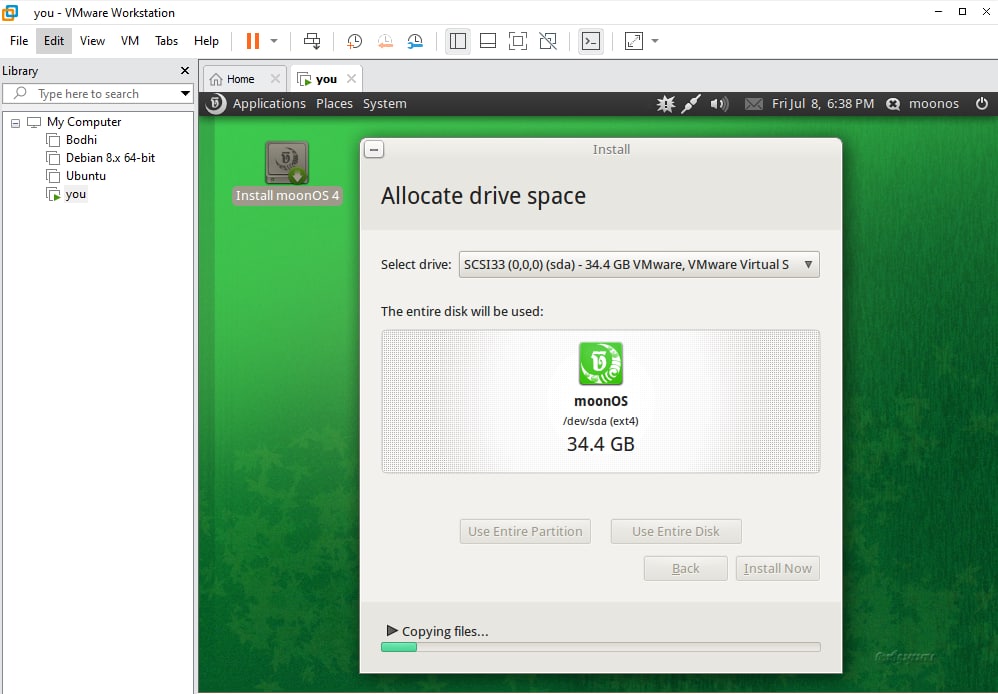 you - VMware Workstation
File Edit View VM Tabs Help
Library
Type here to search
My Computer
Bodhi
Debian 8.x 64-bit
Ubuntu
you
Home you
Applications Places System Fri Jul 8, 6:38 PM moonos
Install moonOS 4
Install
Allocate drive space
Select drive: SCSI33 (0,0,0) (sda) - 34.4 GB VMware, VMware Virtual S
The entire disk will be used:
moonOS
/dev/sda (ext4)
34.4 GB
Use Entire Partition Use Entire Disk
Back Install Now
Copying files...